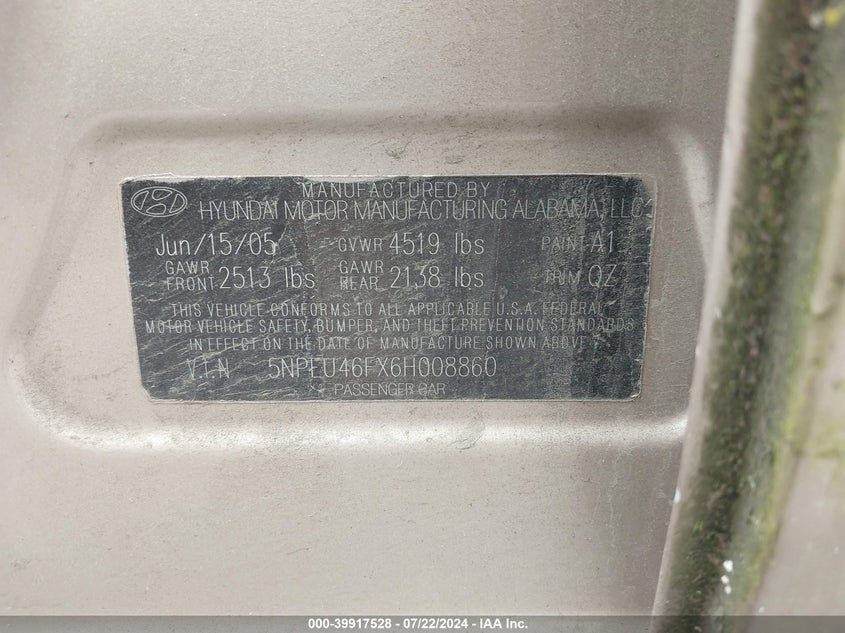 MANUFACTURED BY
HYUNDAI MOTOR MANUFACTURING ALABAMA, LLC
Jun/15/05 GVWR 4519 lbs PAINT A1
GAWR FRONT 2513 lbs GAWR REAR 2138 lbs TRIM QZ
THIS VEHICLE CONFORMS TO ALL APPLICABLE U.S.A. FEDERAL
MOTOR VEHICLE SAFETY, BUMPER, AND THEFT PREVENTION STANDARDS
IN EFFECT ON THE DATE OF MANUFACTURE SHOWN ABOVE
V.I.N 5NPEU46FX6H008860
PASSENGER CAR
000-39917528 - 07/22/2024 - IAA Inc.